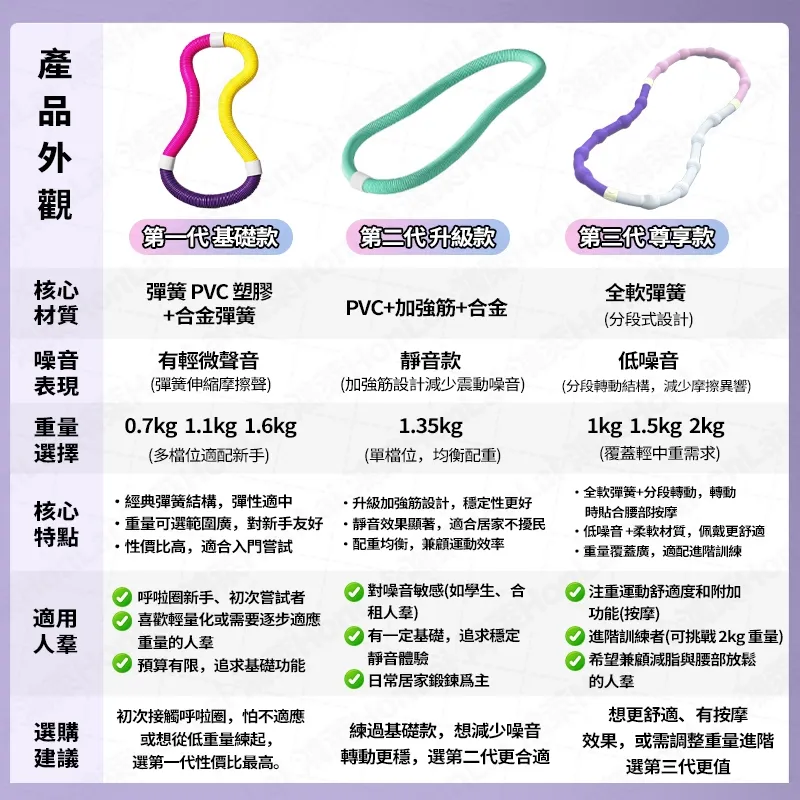 產品外觀
第一代 基礎款
第二代 升級款
第三代 尊享款
核心
材質
彈簧 PVC 塑膠
+合金彈簧
PVC+加強筋+合金
全軟彈簧
(分段式設計)
噪音
表現
有輕微聲音
(彈簧伸縮摩擦聲)
靜音款
(加強筋設計減少震動噪音)
低噪音
(分段轉動結構，減少摩擦異響)
重量
選擇
0.7kg 1.1kg 1.6kg
(多檔位適配新手)
1.35kg
(單檔位，均衡配重)
1kg 1.5kg 2kg
(覆蓋輕中重需求)
核心
特點
・經典彈簧結構，彈性適中
・重量可選範圍廣，對新手友好
・性價比高，適合入門嘗試
・升級加強筋設計，穩定性更好
・靜音效果顯著，適合居家不擾民
・配重均衡，兼顧運動效率
・全軟彈簧+分段轉動，轉動
時貼合腰部按摩
・低噪音+柔軟材質，佩戴更舒適
・重量覆蓋廣，適配進階訓練
適用
人羣
呼啦圈新手、初次嘗試者
喜歡輕量化或需要逐步適應
重量的人羣
預算有限，追求基礎功能
對噪音敏感(如學生、合
租人羣)
有一定基礎，追求穩定
靜音體驗
日常居家鍛鍊爲主
注重運動舒適度和附加
功能(按摩)
進階訓練者(可挑戰2kg重量)
希望兼顧減脂與腰部放鬆
的人羣
選購
建議
初次接觸呼啦圈，怕不適應
或想從低重量練起，
選第一代性價比最高。
練過基礎款，想減少噪音
轉動更穩，選第二代更合適
想更舒適、有按摩
效果，或需調整重量進階
選第三代更值